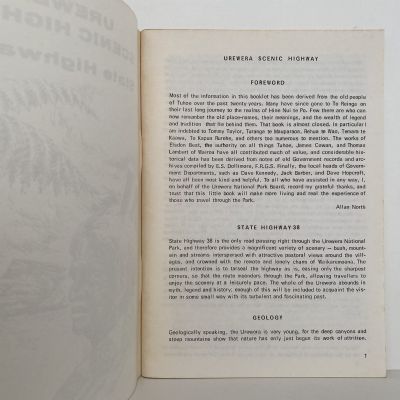 UREWERA SCENIC HIGHWAY
FOREWORD
Most of the information in this booklet has been derived from the old people
of Tuhoe over the past twenty years. Many have since gone to Te Reinga on
their last long journey to the realms of Hine Nui te Po. Few there are who can
now remember the old place-names, their meanings, and the wealth of legend
and tradition that lie behind them. That book is almost closed. In particular I
am indebted to Tommy Taylor, Turanga te Mauparaoa, Rehua te Wao, Temara te
Kaawa, Te Kapua Rurehe, and others too numerous to mention. The works of
Elsdon Best, the authority on all things Tuhoe, James Cowan, and Thomas
Lambert of Wairoa have all contributed much of value, and considerable his-
torical data has been derived from notes of old Government records and arc-
hives compiled by E.S. Dollimore, F.R.G.S. Finally, the local heads of Govern-
ment Departments, such as Dave Kennedy, Jack Barber, and Dave Hopcroft,
have all been most kind and helpful. To all who have assisted in any way, I,
on behalf of the Urewera National Park Board, record my grateful thanks, and
trust that this little book will make more living and real the experience of
those who travel through the Park.
Allan North
STATE HIGHWAY 38
State Highway 38 is the only road passing right through the Urewera National
Park, and therefore provides a magnificent variety of scenery — bush, mount-
ain and streams interspersed with attractive pastoral views around the vill-
ages, and crowned with the remote and lonely charm of Waikaremoana. The
present intention is to tarseal the highway as is, easing only the sharpest
corners, so that the route meanders through the Park, allowing travellers to
enjoy the scenery at a leisurely pace. The whole of the Urewera abounds in
myth, legend and history; enough of this will be included to acquaint the vis-
itor in some small way with its turbulent and fascinating past.
GEOLOGY
Geologically speaking, the Urewera is very young, for the deep canyons and
steep mountains show that nature has only just begun its work of attrition.
1